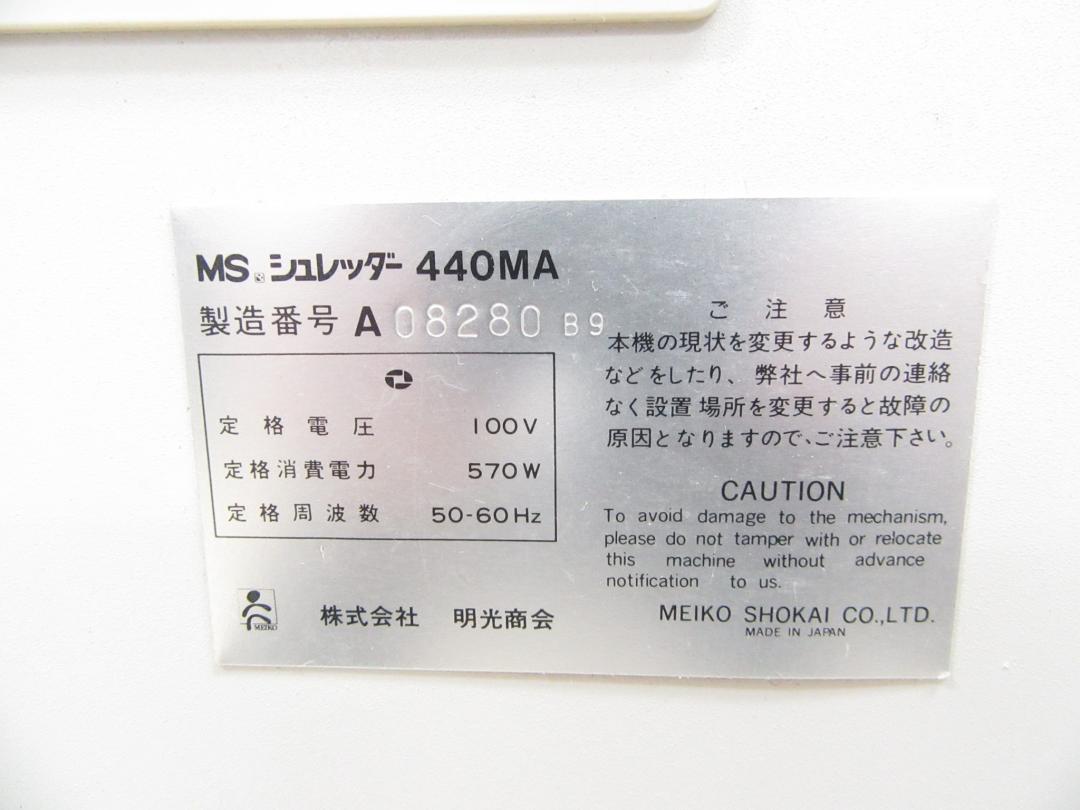 MS シュレッダー 440MA
製造番号 A 08280 B9
定格電圧 100V
定格消費電力 570W
定格周波数 50-60Hz
MEIKO
株式会社 明光商会
ご注意
本機の現状を変更するような改造
などをしたり、弊社へ事前の連絡
なく設置場所を変更すると故障の
原因となりますので、ご注意下さい。
CAUTION
To avoid damage to the mechanism,
please do not tamper with or relocate
this machine without advance
notification to us.
MEIKO SHOKAI CO.,LTD.
MADE IN JAPAN